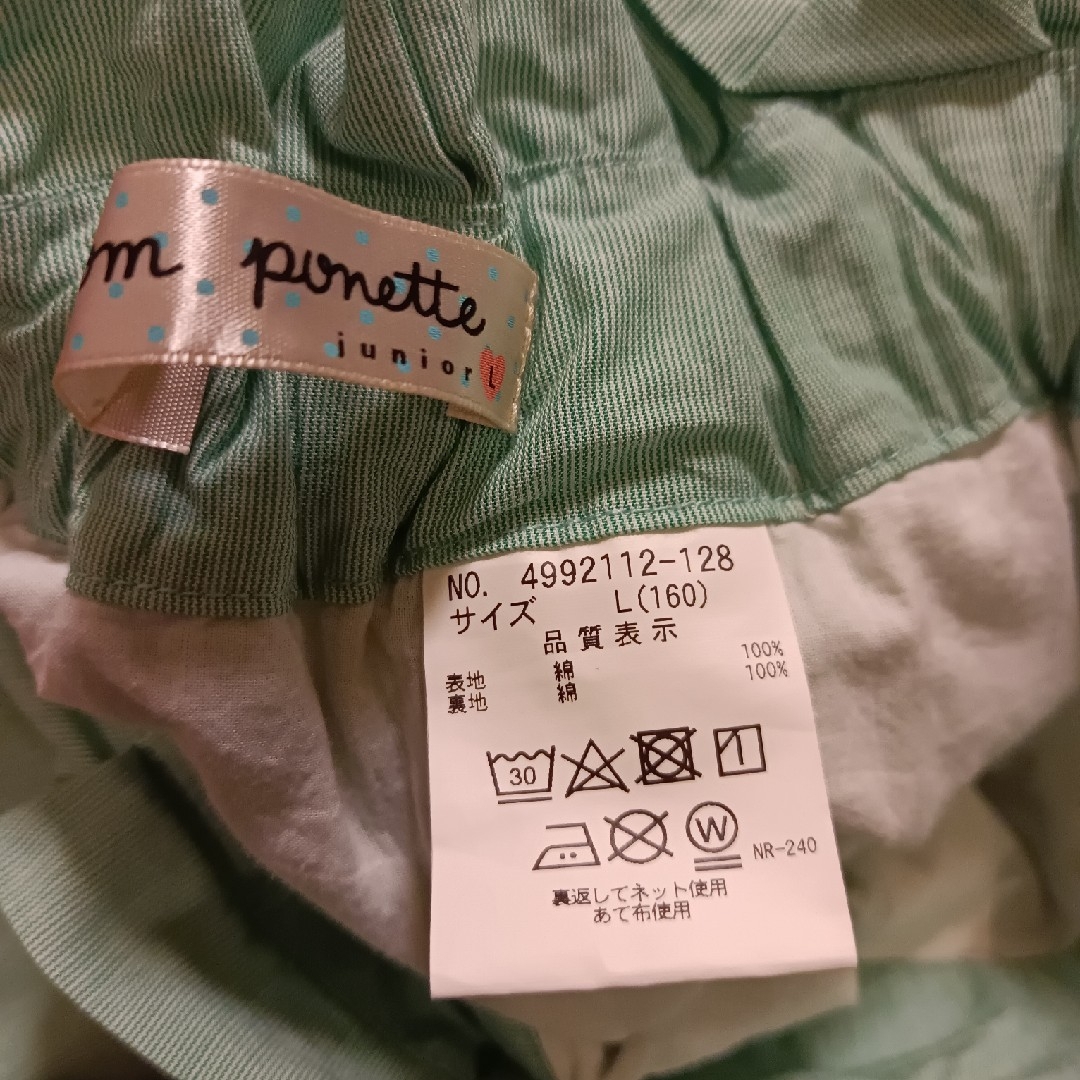 om ponette
junior L
NO. 4992112-128
サイズ L(160)
品質表示
表地 綿 100%
裏地 綿 100%
30
W
NR-240
裏返してネット使用
あて布使用